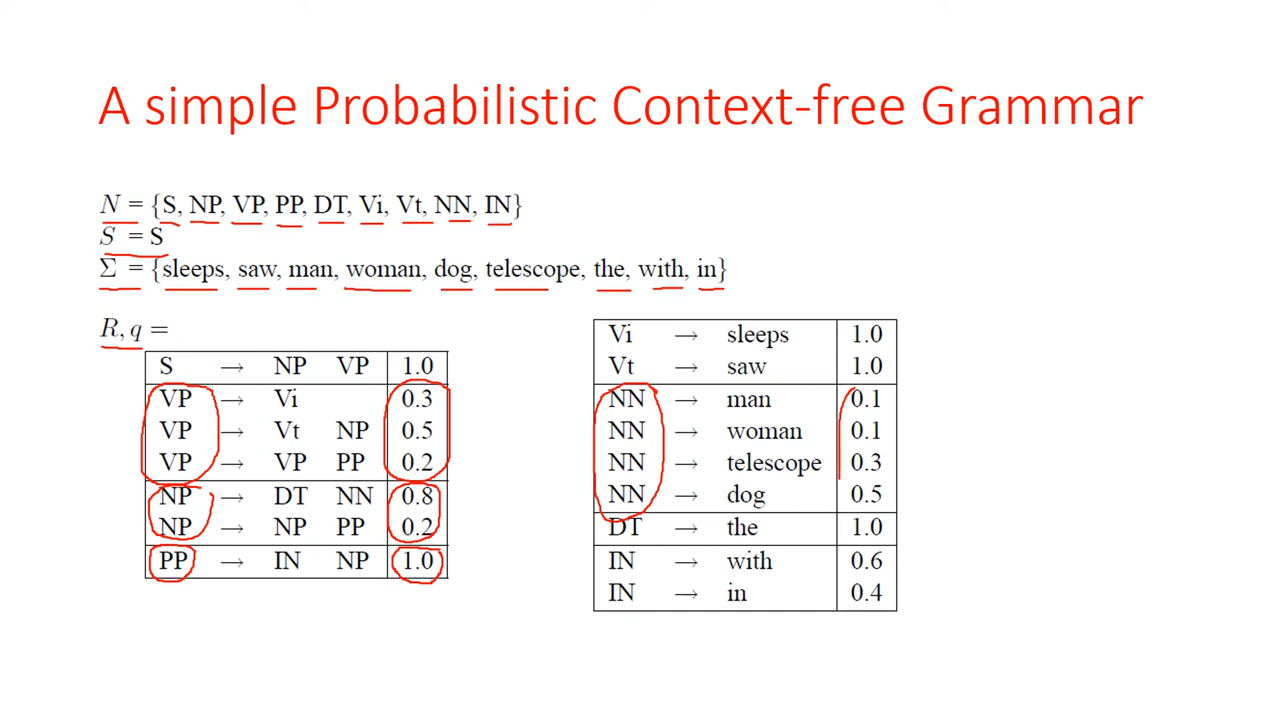 A simple Probabilistic Context-free Grammar
N = {S, NP, VP, PP, DT, Vi, Vt, NN, IN}
S = S
Σ = {sleeps, saw, man, woman, dog, telescope, the, with, in}
R, q =
S → NP VP 1.0
VP → Vi 0.3
VP → Vt NP 0.5
VP → VP PP 0.2
NP → DT NN 0.8
NP → NP PP 0.2
PP → IN NP 1.0
Vi → sleeps 1.0
Vt → saw 1.0
NN → man 0.1
NN → woman 0.1
NN → telescope 0.3
NN → dog 0.5
DT → the 1.0
IN → with 0.6
IN → in 0.4